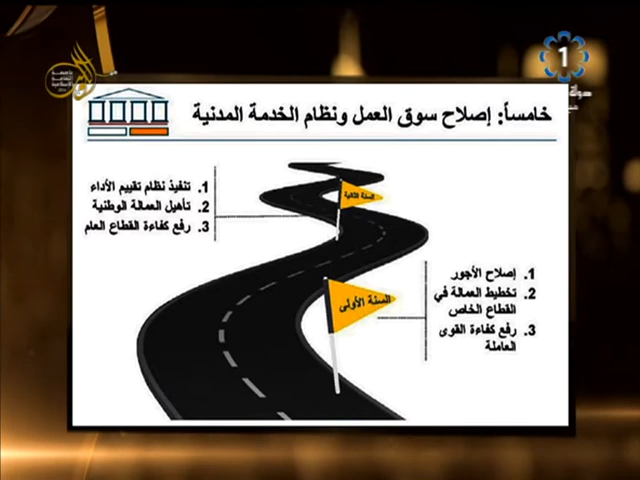 1
دولة
خامساً: إصلاح سوق العمل ونظام الخدمة المدنية
1. تنفيذ نظام تقييم الأداء
2. تأهيل العمالة الوطنية
3. رفع كفاءة القطاع العام
السنة الثانية
السنة الأولى
1. إصلاح الأجور
2. تخطيط العمالة في
القطاع الخاص
3. رفع كفاءة القوى
العاملة